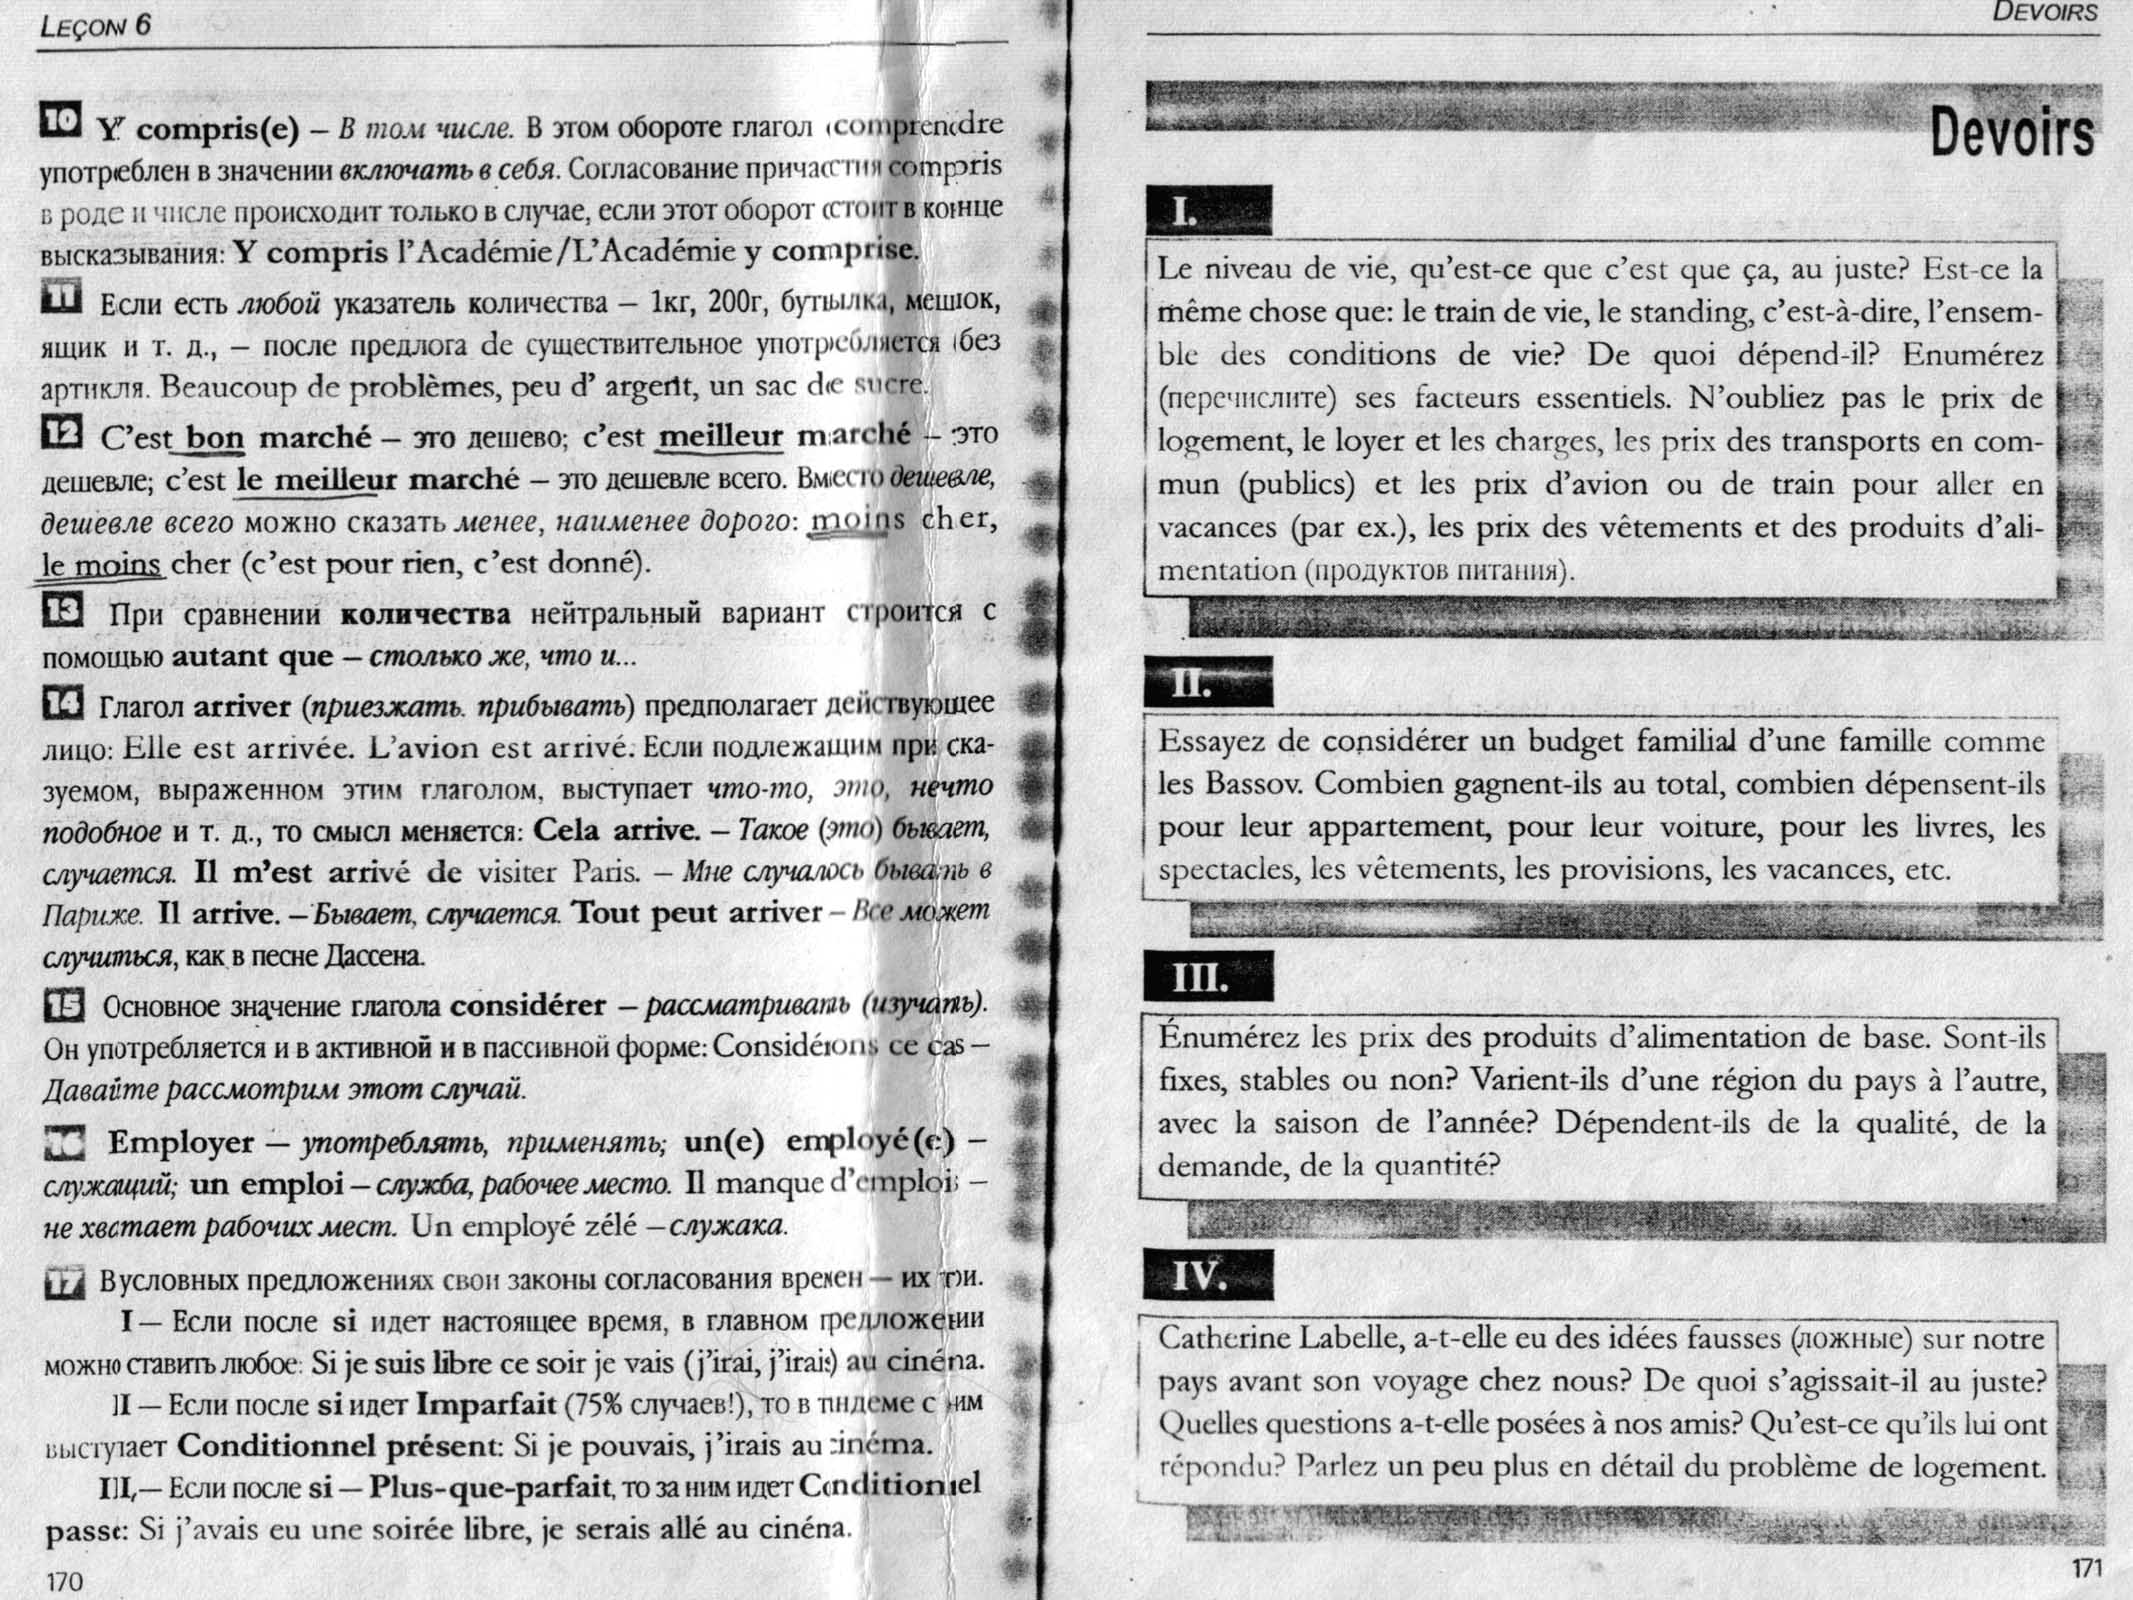 LEÇON 6
10 Y compris(e) – В том числе. В этом обороте глагол comprendre
употреблен в значении включать в себя. Согласование причастия compris
в роде и числе происходит только в случае, если этот оборот стоит в конце
высказывания: Y compris l'Académie/L'Académie y comprise.
11 Если есть любой указатель количества – 1кг, 200г, бутылка, мешок,
ящик и т. д., – после предлога de существительное употребляется без
артикля. Beaucoup de problèmes, peu d' argent, un sac de sucre.
12 C'est bon marché – это дешево; c'est meilleur marché – это
дешевле; c'est le meilleur marché – это дешевле всего. Вместо дешевле,
дешевле всего можно сказать менее, наименее дорого: moins cher,
le moins cher (c'est pour rien, c'est donné).
13 При сравнении количества нейтральный вариант строится с
помощью autant que – столько же, что и...
14 Глагол arriver (приезжать. прибывать) предполагает действующее
лицо: Elle est arrivée. L'avion est arrivé. Если подлежащим при ска-
зуемом, выраженном этим глаголом, выступает что-то, это, нечто
подобное и т. д., то смысл меняется: Cela arrive. – Такое (это) бывает,
случается. Il m'est arrivé de visiter Paris. – Мне случалось бывать в
Париже. Il arrive. – Бывает, случается. Tout peut arriver – Все может
случиться, как в песне Дассена.
15 Основное значение глагола considérer – рассматривать (изучать).
Он употребляется и в активной и в пассивной форме: Considérons ce cas –
Давайте рассмотрим этот случай.
16 Employer – употреблять, применять; un(e) employé(e) –
служащий; un emploi – служба, рабочее место. Il manque d'emplois –
не хватает рабочих мест. Un employé zélé – служака.
17 В условных предложениях свои законы согласования времен – их три.
I – Если после si идет настоящее время, в главном предложении
можно ставить любое: Si je suis libre ce soir je vais (j'irai, j'irais) au cinéma.
II – Если после si идет Imparfait (75% случаев!), то в тандеме с ним
выступает Conditionnel présent: Si je pouvais, j'irais au cinéma.
III, – Если после si – Plus-que-parfait, то за ним идет Conditionnel
passé: Si j'avais eu une soirée libre, je serais allé au cinéma.
170
DEVOIRS
Devoirs
I.
Le niveau de vie, qu'est-ce que c'est que ça, au juste? Est-ce la
même chose que: le train de vie, le standing, c'est-à-dire, l'ensem-
ble des conditions de vie? De quoi dépend-il? Enumérez
(перечислите) ses facteurs essentiels. N'oubliez pas le prix de
logement, le loyer et les charges, les prix des transports en com-
mun (publics) et les prix d'avion ou de train pour aller en
vacances (par ex.), les prix des vêtements et des produits d'ali-
mentation (продуктов питания).
II.
Essayez de considérer un budget familial d'une famille comme
les Bassov. Combien gagnent-ils au total, combien dépensent-ils
pour leur appartement, pour leur voiture, pour les livres, les
spectacles, les vêtements, les provisions, les vacances, etc.
III.
Énumérez les prix des produits d'alimentation de base. Sont-ils
fixes, stables ou non? Varient-ils d'une région du pays à l'autre,
avec la saison de l'année? Dépendent-ils de la qualité, de la
demande, de la quantité?
IV.
Catherine Labelle, a-t-elle eu des idées fausses (ложные) sur notre
pays avant son voyage chez nous? De quoi s'agissait-il au juste?
Quelles questions a-t-elle posées à nos amis? Qu'est-ce qu'ils lui ont
répondu? Parlez un peu plus en détail du problème de logement.
171